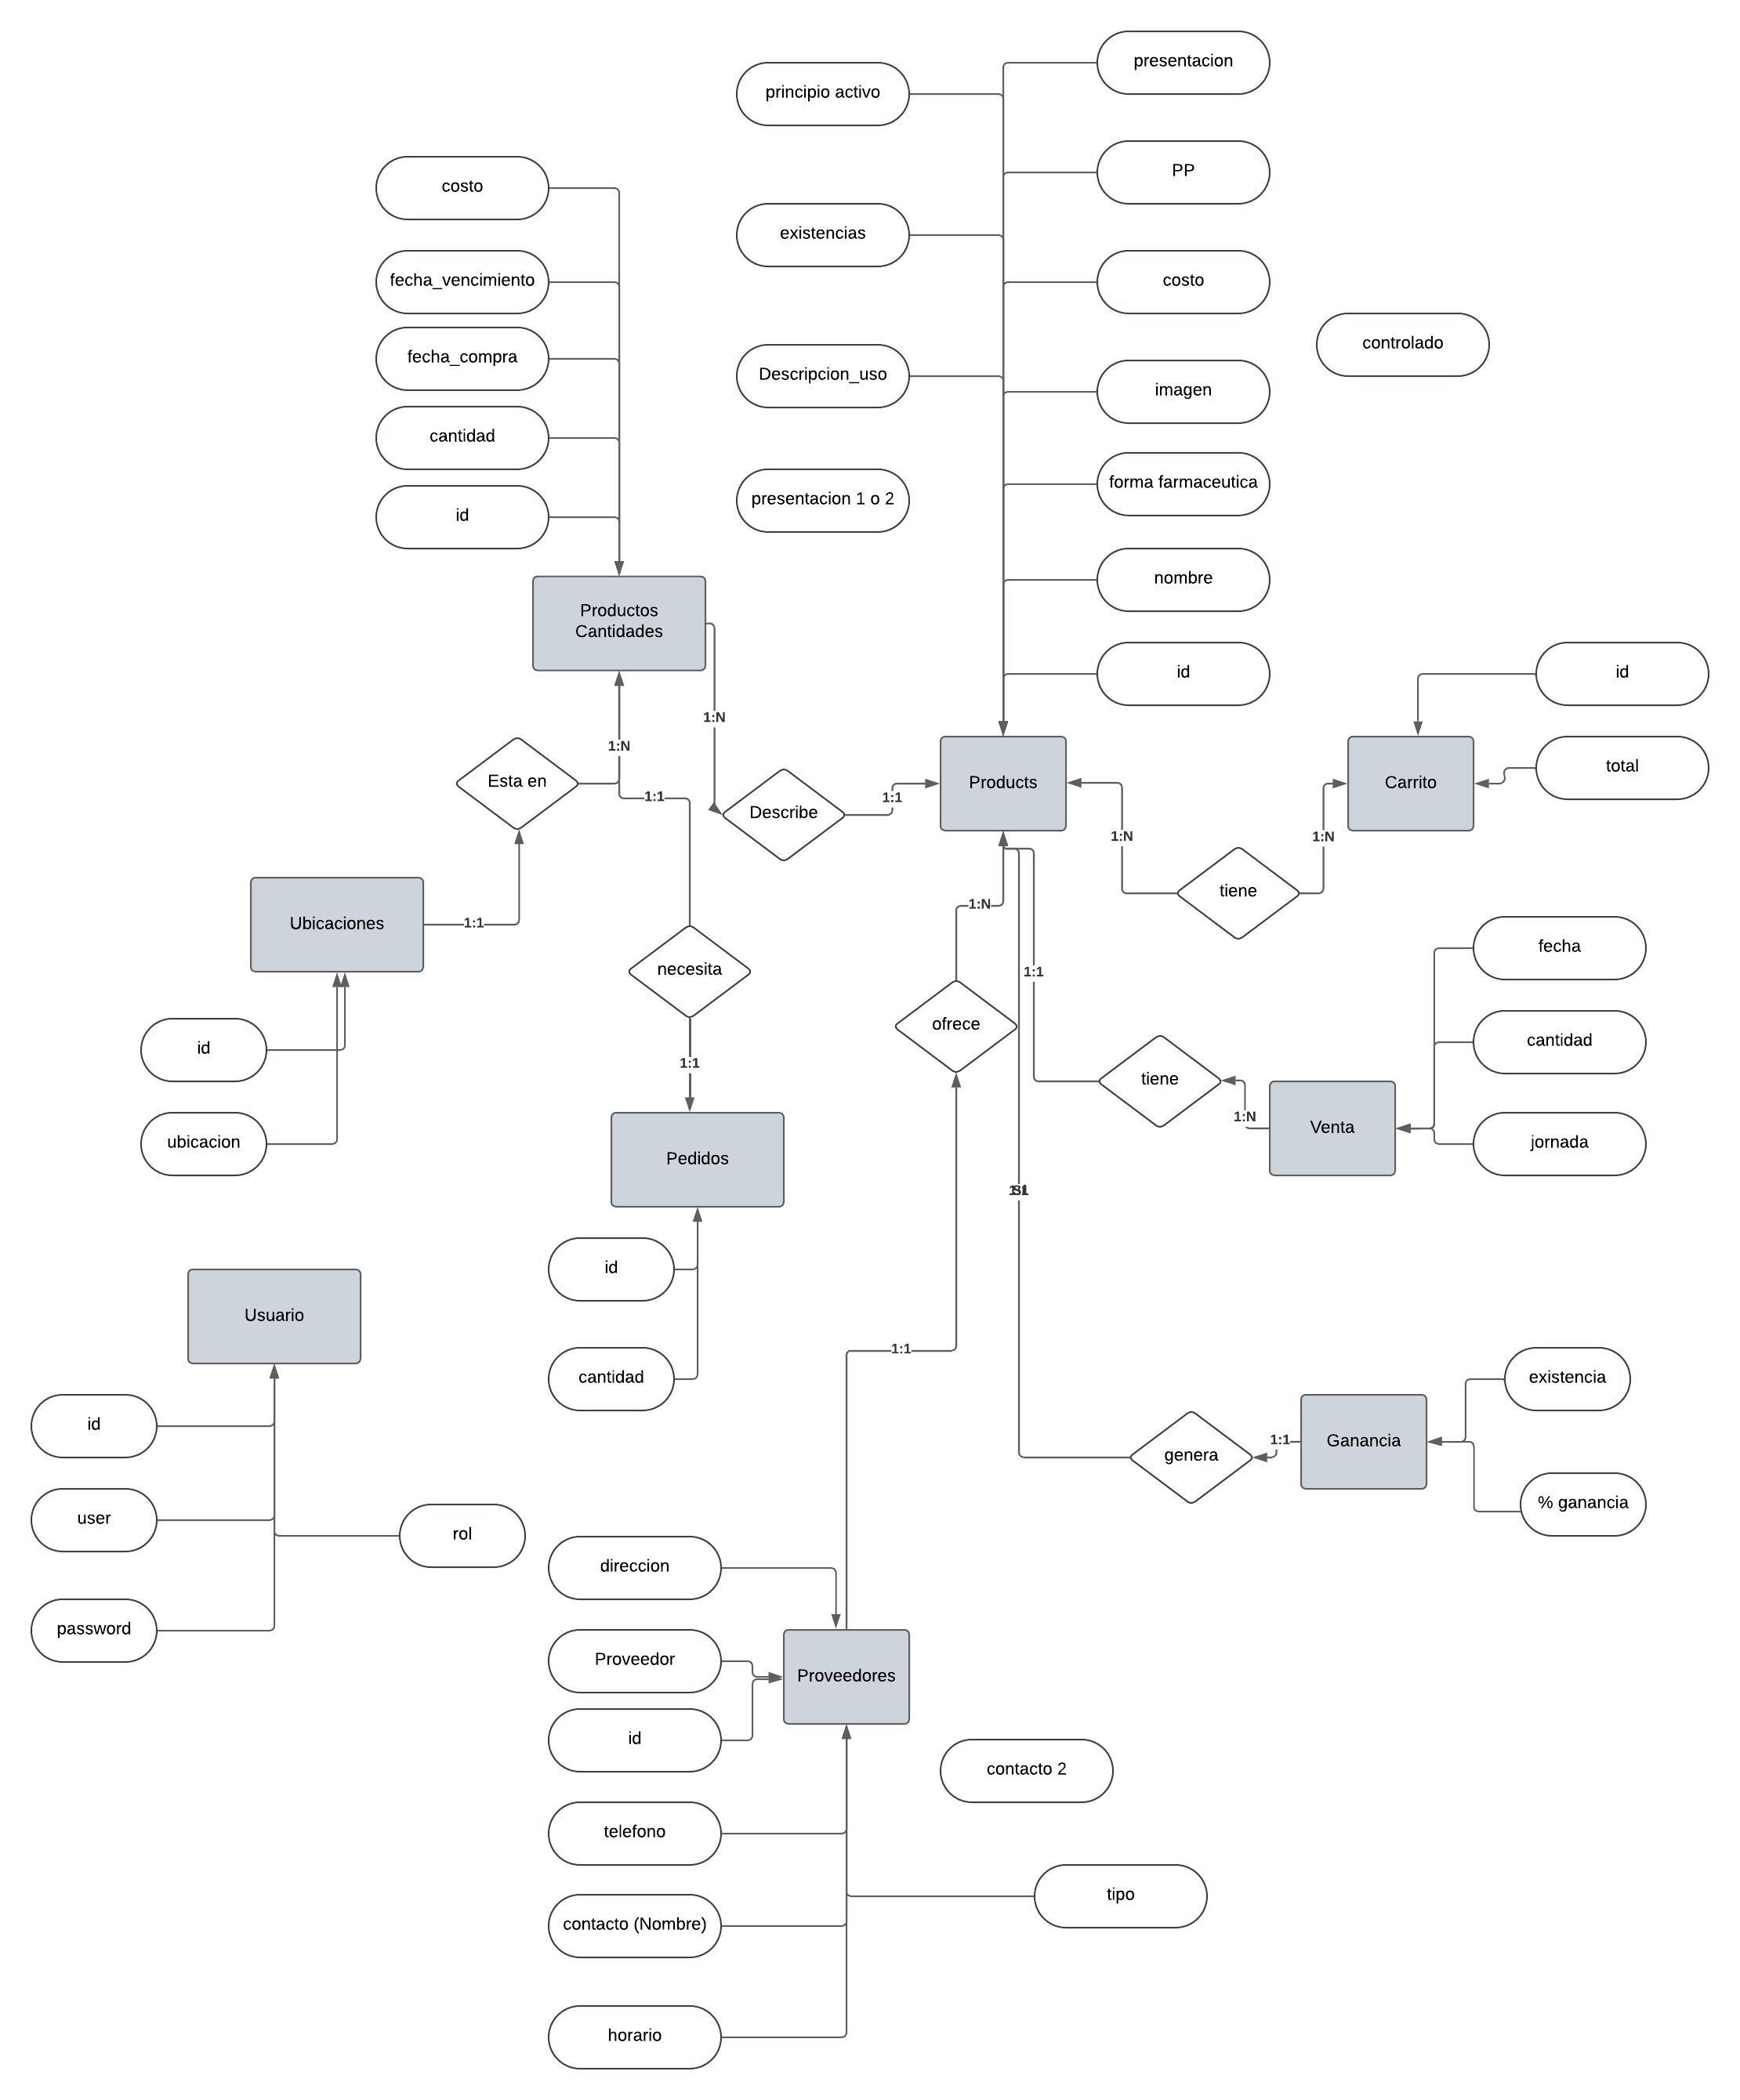 presentacion
principio activo
PP
costo
existencias
fecha_vencimiento
costo
controlado
fecha_compra
Descripcion_uso
imagen
cantidad
forma farmaceutica
presentacion 1 o 2
id
nombre
Productos
Cantidades
id
id
1:N
1:N
total
Esta en
1:1
Describe
1:1
Products
Carrito
1:N
1:N
tiene
1:N
Ubicaciones
1:1
fecha
necesita
1:1
ofrece
id
1:1
cantidad
tiene
1:N
Venta
ubicacion
jornada
Pedidos
id
Usuario
1:1
cantidad
existencia
id
genera
1:1
Ganancia
% ganancia
user
rol
direccion
password
Proveedor
Proveedores
id
contacto 2
telefono
tipo
contacto (Nombre)
horario